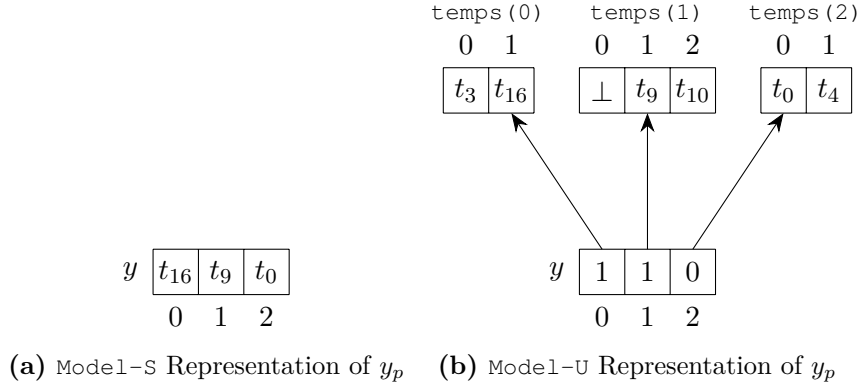 temps(0) temps(1) temps(2)
0 1 0 1 2 0 1
t₃ t₁₆ ⊥ t₉ t₁₀ t₀ t₄
y t₁₆ t₉ t₀ y 1 1 0
0 1 2 0 1 2
(a) Model-S Representation of yₚ (b) Model-U Representation of yₚ